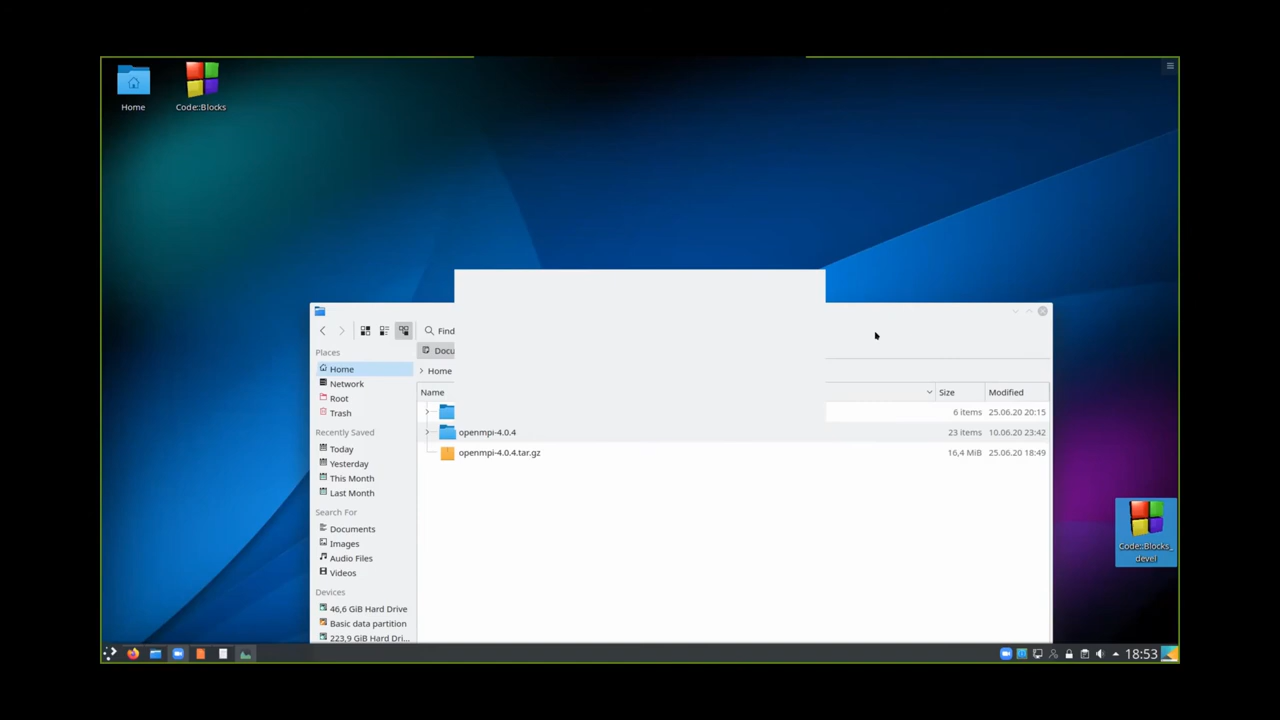 Home
Code::Blocks
Find
Docu
Home
Places
Home
Network
Root
Trash
Recently Saved
Today
Yesterday
This Month
Last Month
Search For
Documents
Images
Audio Files
Videos
Devices
46,6 GiB Hard Drive
Basic data partition
223,9 GiB Hard Dri...
Name Size Modified
6 items 25.06.20 20:15
openmpi-4.0.4 23 items 10.06.20 23:42
openmpi-4.0.4.tar.gz 16,4 MiB 25.06.20 18:49
Code::Blocks_
devel
18:53